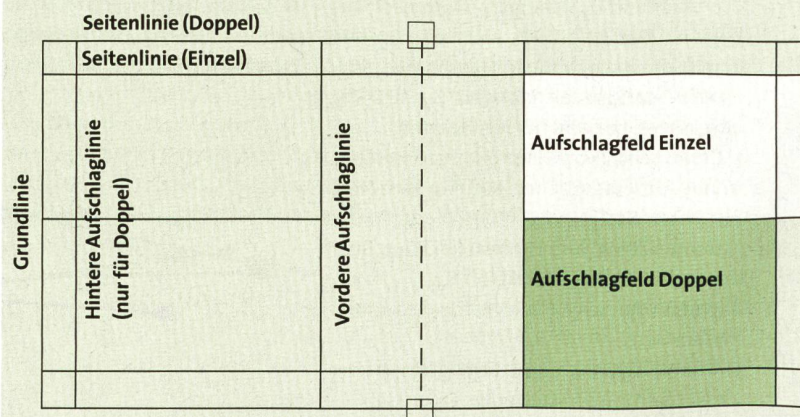 Seitenlinie (Doppel)
Seitenlinie (Einzel)
Grundlinie
Hintere Aufschlaglinie
(nur für Doppel)
Vordere Aufschlaglinie
Aufschlagfeld Einzel
Aufschlagfeld Doppel